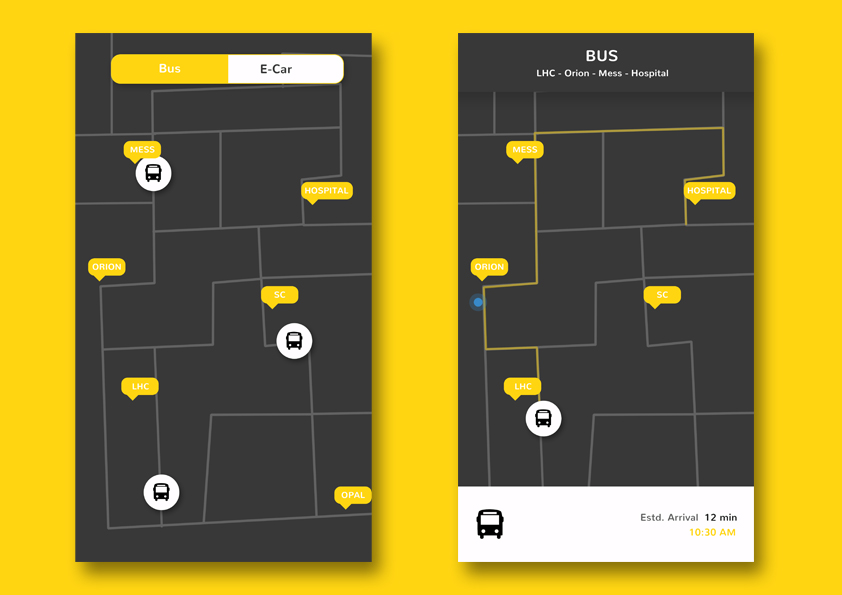 Bus
E-Car
MESS
HOSPITAL
ORION
SC
LHC
OPAL
BUS
LHC - Orion - Mess - Hospital
MESS
HOSPITAL
ORION
SC
LHC
Estd. Arrival 12 min
10:30 AM